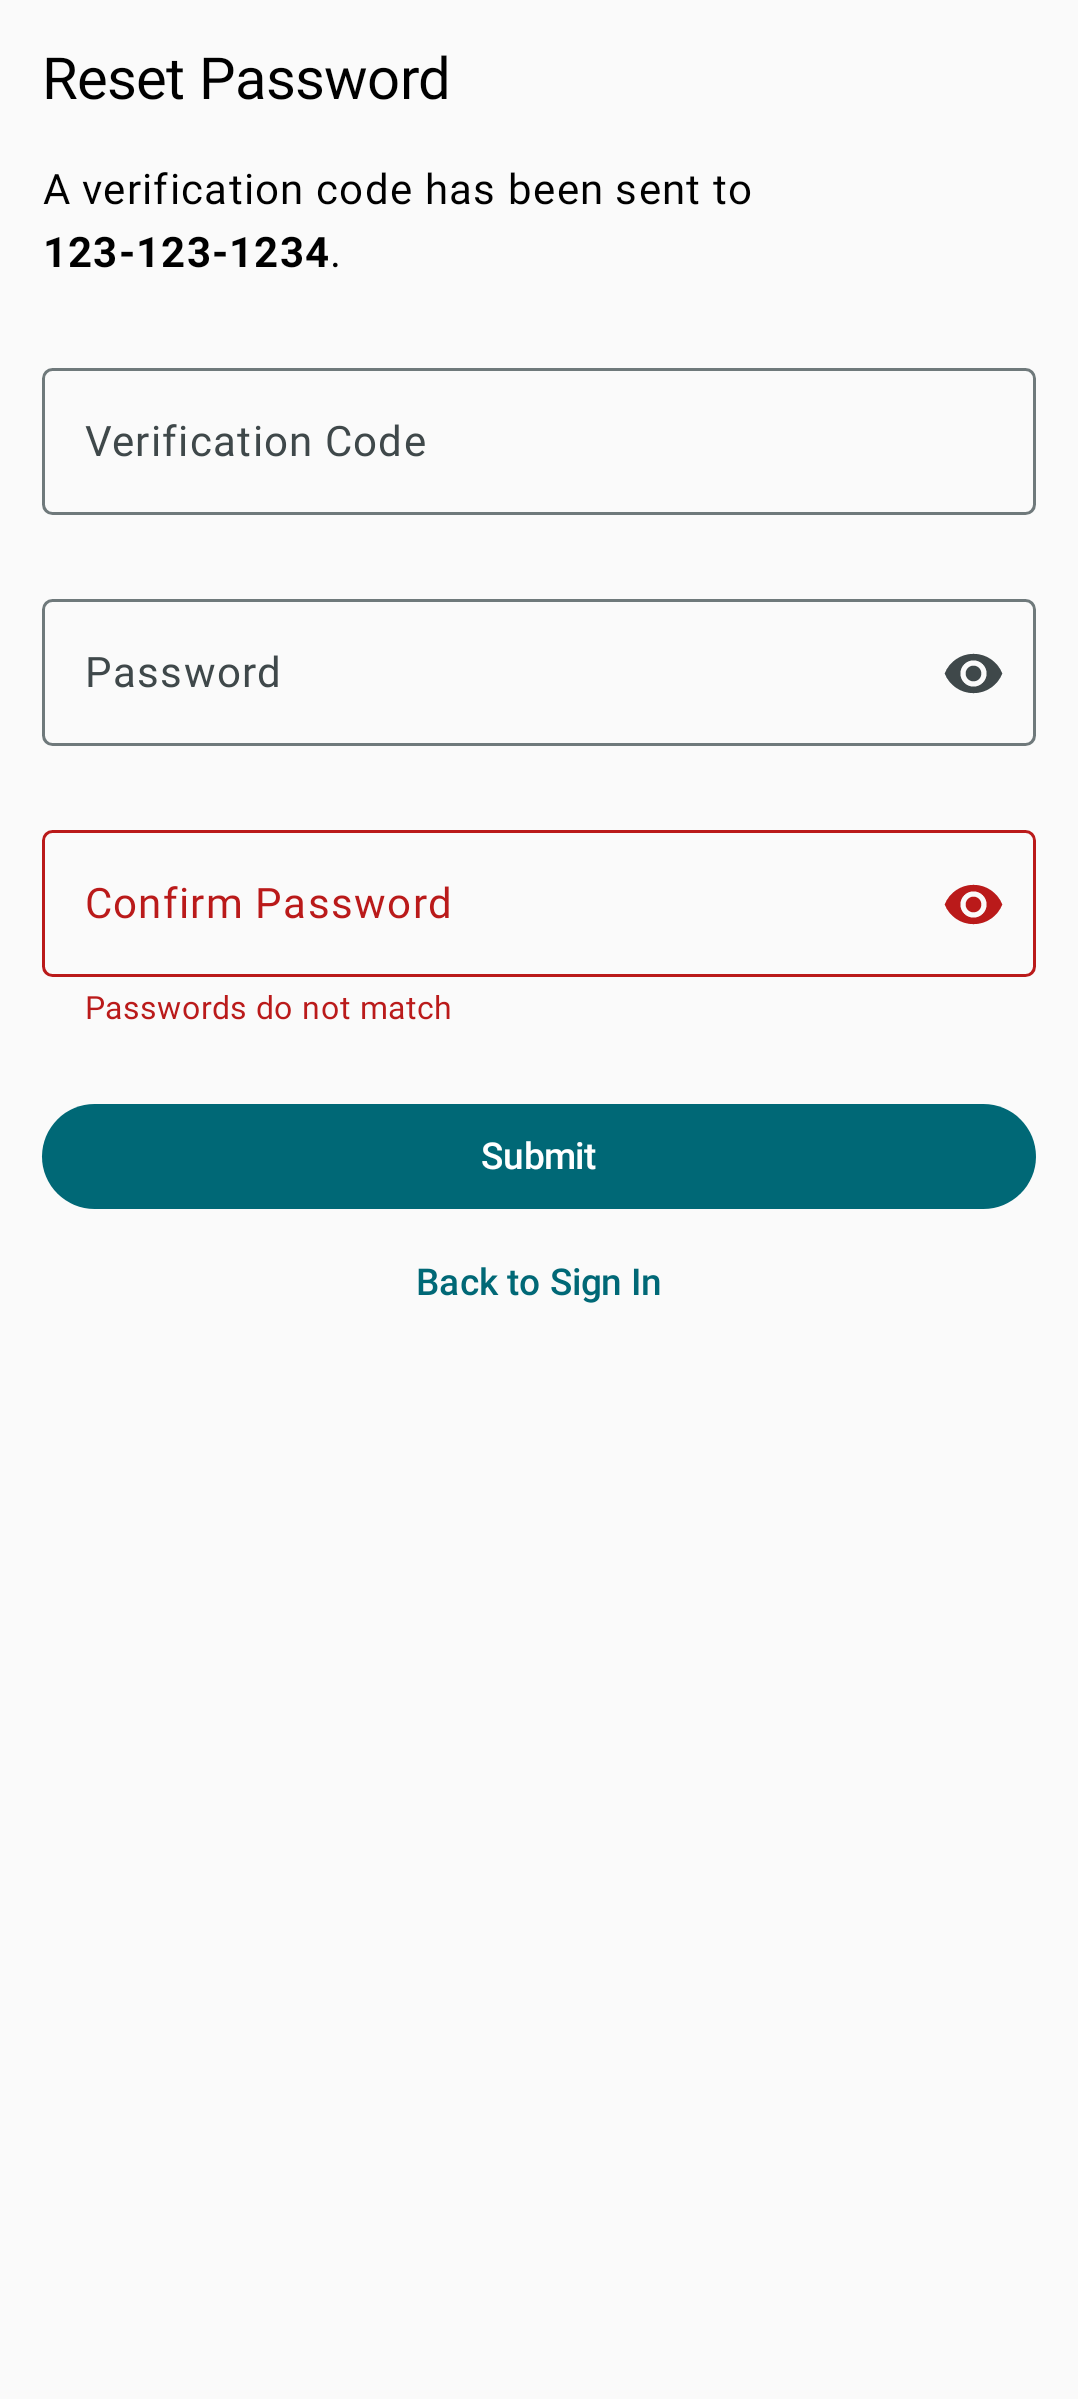 Reset Password
A verification code has been sent to
123-123-1234.
Verification Code
Password
Confirm Password
Passwords do not match
Submit
Back to Sign In